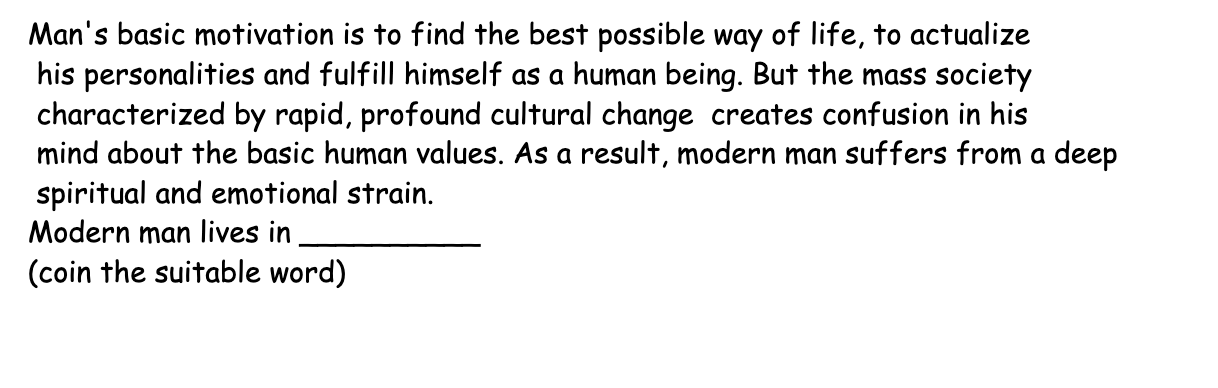 Man's basic motivation is to find the best possible way of life, to actualize
his personalities and fulfill himself as a human being. But the mass society
characterized by rapid, profound cultural change creates confusion in his
mind about the basic human values. As a result, modern man suffers from a deep
spiritual and emotional strain.
Modern man lives in __________
(coin the suitable word)